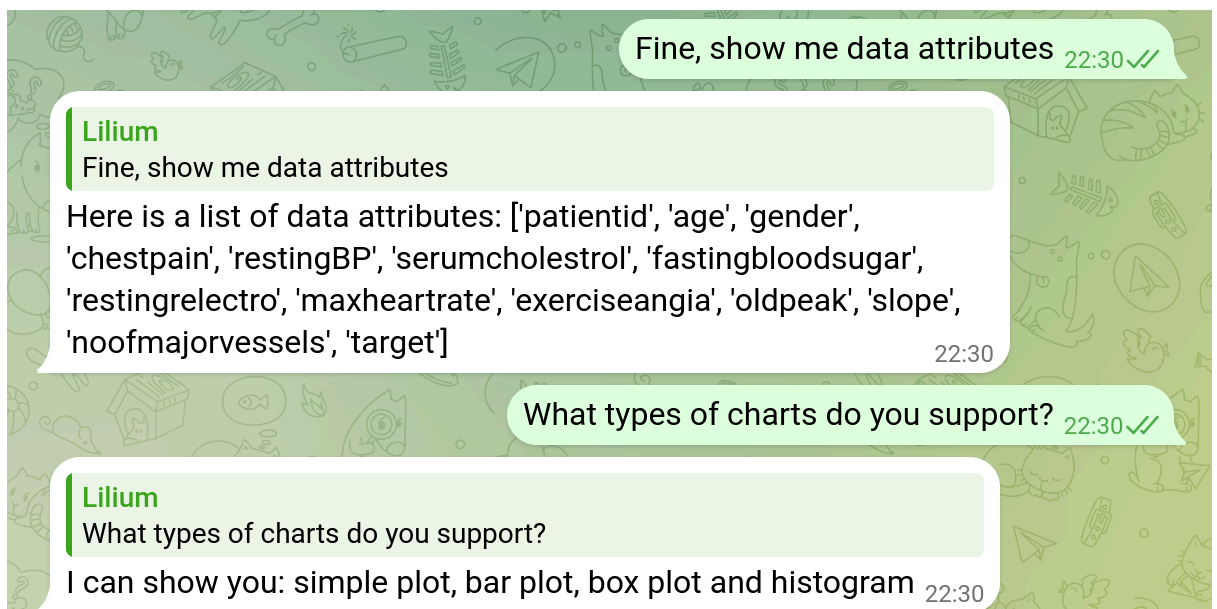 Fine, show me data attributes 22:30
Lilium
Fine, show me data attributes
Here is a list of data attributes: ['patientid', 'age', 'gender',
'chestpain', 'restingBP', 'serumcholestrol', 'fastingbloodsugar',
'restingrelectro', 'maxheartrate', 'exerciseangia', 'oldpeak', 'slope',
'noofmajorvessels', 'target']
22:30
What types of charts do you support? 22:30
Lilium
What types of charts do you support?
I can show you: simple plot, bar plot, box plot and histogram 22:30